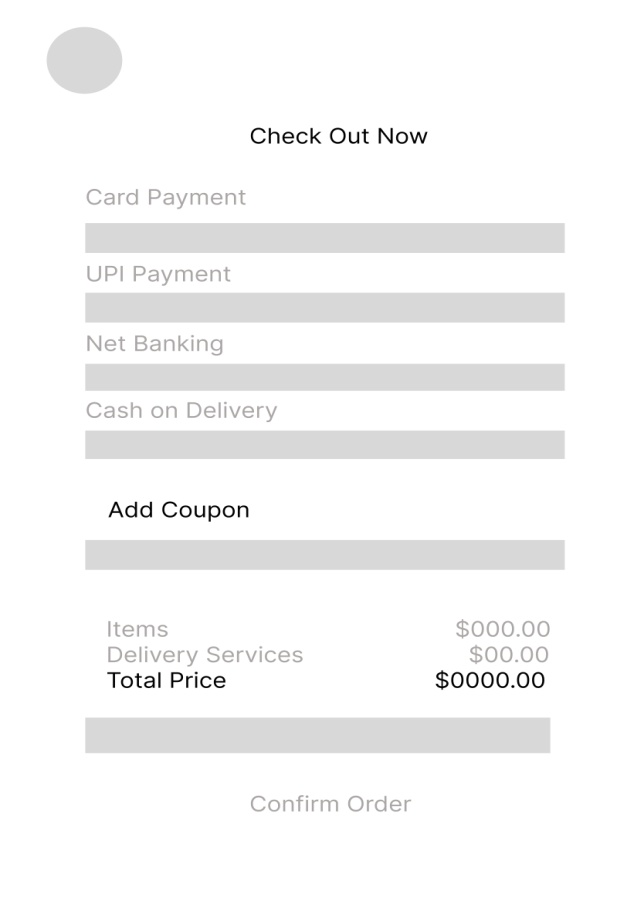 Check Out Now
Card Payment
UPI Payment
Net Banking
Cash on Delivery
Add Coupon
Items $000.00
Delivery Services $00.00
Total Price $0000.00
Confirm Order